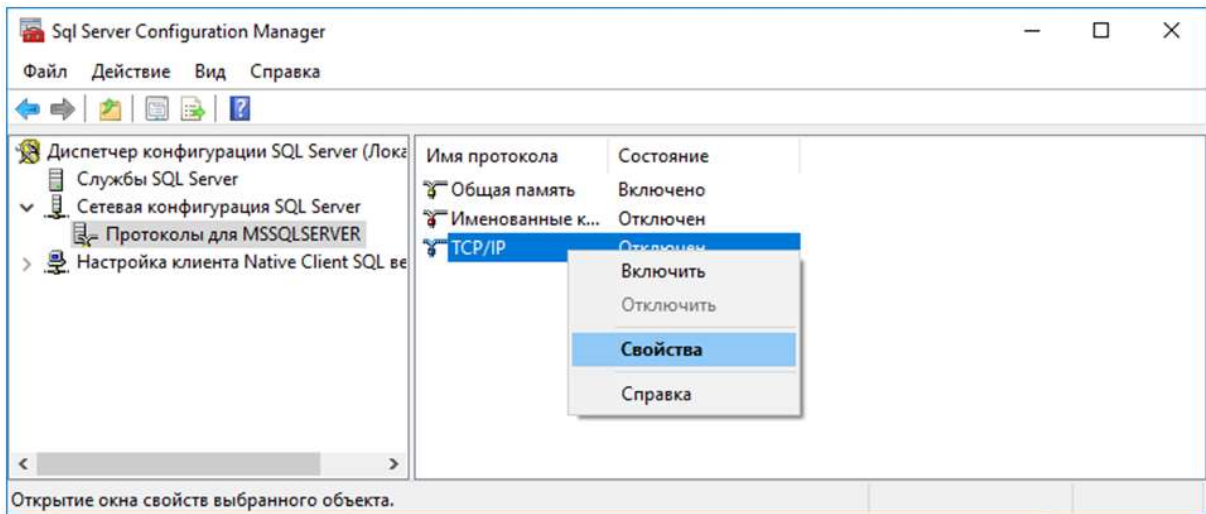 Sql Server Configuration Manager
Файл Действие Вид Справка
Диспетчер конфигурации SQL Server (Лока
Службы SQL Server
Сетевая конфигурация SQL Server
Протоколы для MSSQLSERVER
Настройка клиента Native Client SQL ве
Имя протокола Состояние
Общая память Включено
Именованные к... Отключен
TCP/IP Отключен
Включить
Отключить
Свойства
Справка
Открытие окна свойств выбранного объекта.